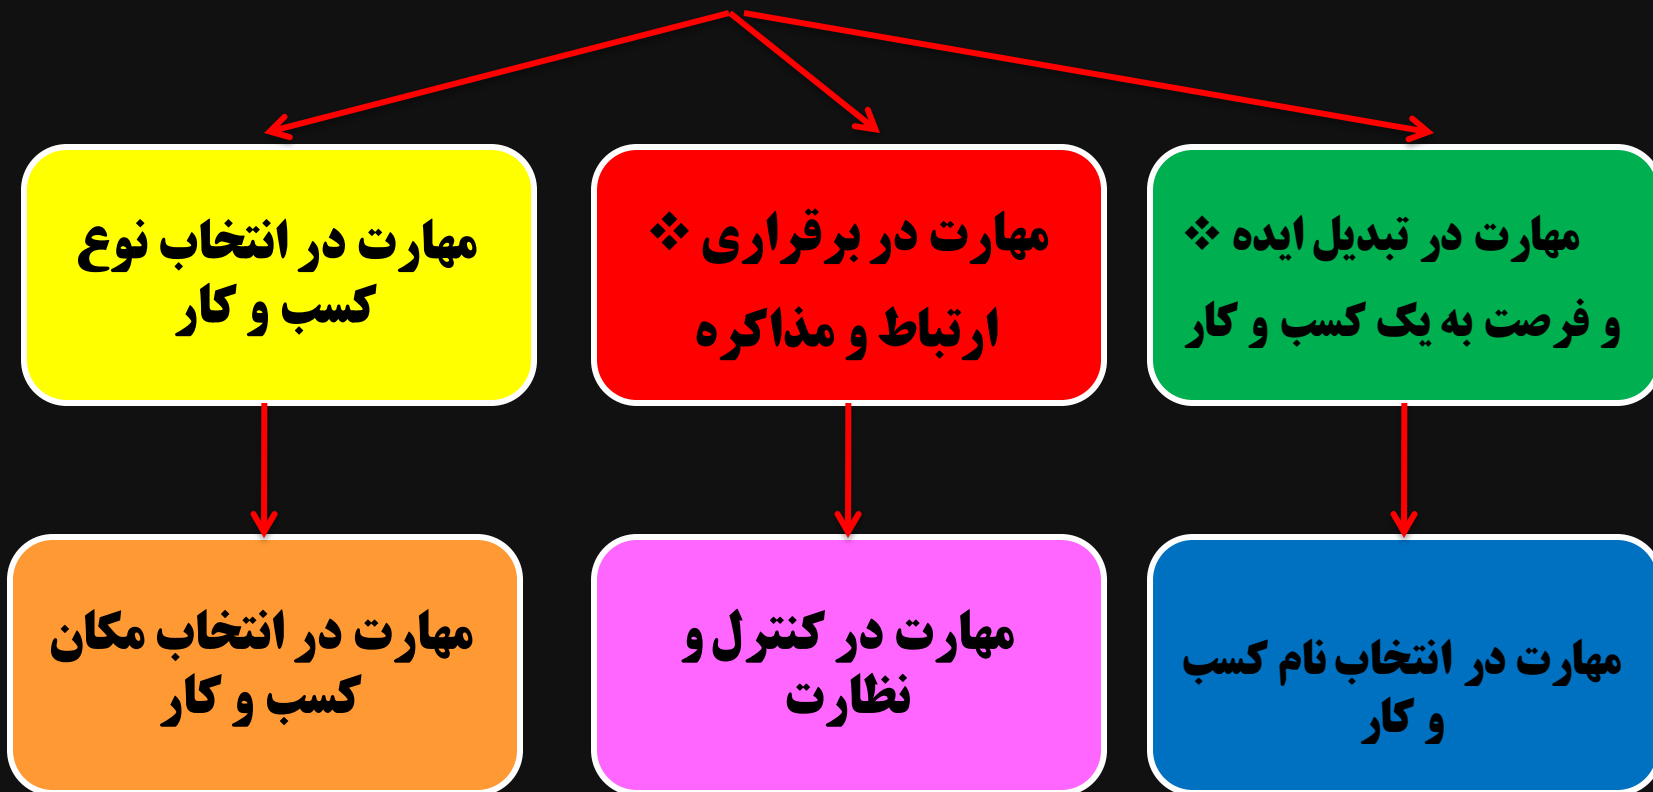 ❖ مهارت در تبدیل ایده
و فرصت به یک کسب و کار
❖ مهارت در برقراری
ارتباط و مذاکره
مهارت در انتخاب نوع
کسب و کار
مهارت در انتخاب نام کسب
و کار
مهارت در کنترل و
نظارت
مهارت در انتخاب مکان
کسب و کار